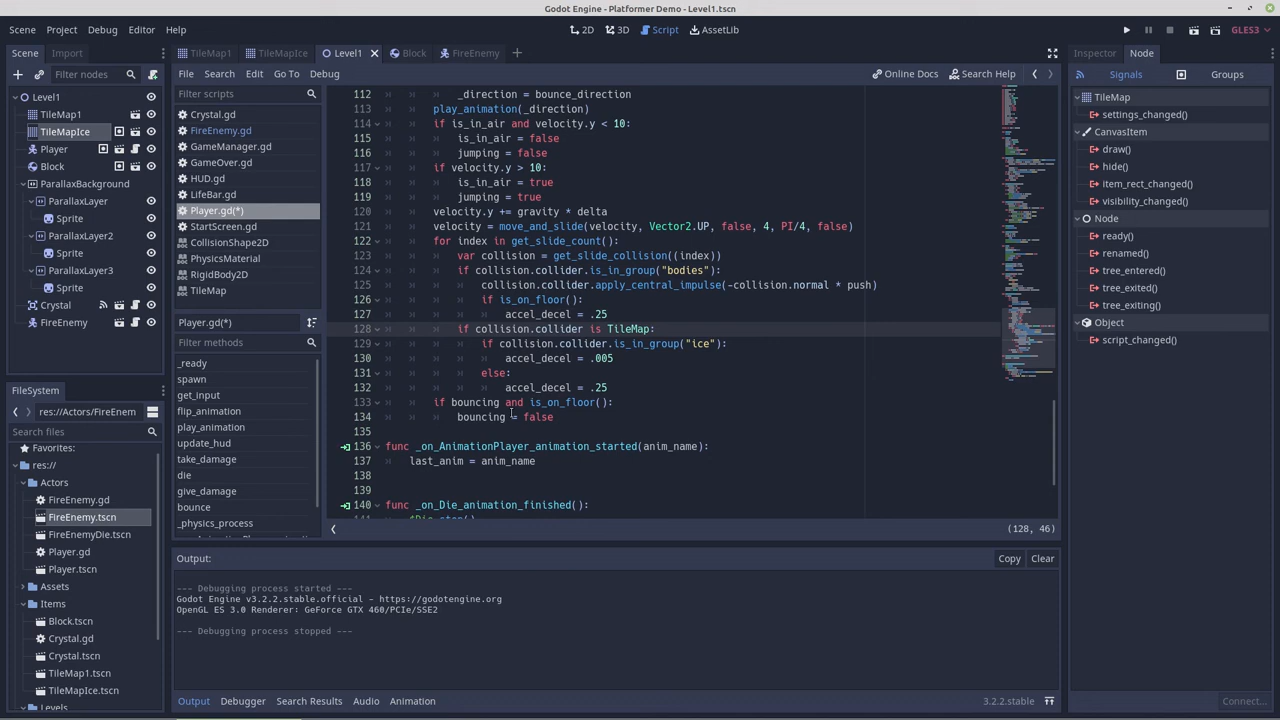 Godot Engine - Platformer Demo - Level1.tscn
Scene Project Debug Editor Help
2D 3D Script AssetLib
GLES3
Scene Import
Filter nodes
Level1
TileMap1
TileMapIce
Player
Block
ParallaxBackground
ParallaxLayer
Sprite
ParallaxLayer2
Sprite
ParallaxLayer3
Sprite
Crystal
FireEnemy
FileSystem
res://Actors/FireEnem
Search files
Favorites:
res://
Actors
FireEnemy.gd
FireEnemy.tscn
FireEnemyDie.tscn
Player.gd
Player.tscn
Assets
Items
Block.tscn
Crystal.gd
Crystal.tscn
TileMap1.tscn
TileMapIce.tscn
Levels
TileMap1 TileMapIce Level1 Block FireEnemy
File Search Edit Go To Debug
Online Docs Search Help
Filter scripts
Crystal.gd
FireEnemy.gd
GameManager.gd
GameOver.gd
HUD.gd
LifeBar.gd
Player.gd(*)
StartScreen.gd
CollisionShape2D
PhysicsMaterial
RigidBody2D
TileMap
Player.gd(*)
Filter methods
_ready
spawn
get_input
flip_animation
play_animation
update_hud
take_damage
die
give_damage
bounce
_physics_process
112 _direction = bounce_direction
113 play_animation(_direction)
114 if is_in_air and velocity.y < 10:
115 is_in_air = false
116 jumping = false
117 if velocity.y > 10:
118 is_in_air = true
119 jumping = true
120 velocity.y += gravity * delta
121 velocity = move_and_slide(velocity, Vector2.UP, false, 4, PI/4, false)
122 for index in get_slide_count():
123 var collision = get_slide_collision((index))
124 if collision.collider.is_in_group("bodies"):
125 collision.collider.apply_central_impulse(-collision.normal * push)
126 if is_on_floor():
127 accel_decel = .25
128 if collision.collider is TileMap:
129 if collision.collider.is_in_group("ice"):
130 accel_decel = .005
131 else:
132 accel_decel = .25
133 if bouncing and is_on_floor():
134 bouncing = false
135
136 func _on_AnimationPlayer_animation_started(anim_name):
137 last_anim = anim_name
138
139
140 func _on_Die_animation_finished():
(128, 46)
Output:
Copy Clear
--- Debugging process started ---
Godot Engine v3.2.2.stable.official - https://godotengine.org
OpenGL ES 3.0 Renderer: GeForce GTX 460/PCIe/SSE2
--- Debugging process stopped ---
Output Debugger Search Results Audio Animation
3.2.2.stable
Inspector Node
Signals Groups
TileMap
settings_changed()
CanvasItem
draw()
hide()
item_rect_changed()
visibility_changed()
Node
ready()
renamed()
tree_entered()
tree_exited()
tree_exiting()
Object
script_changed()
Connect...